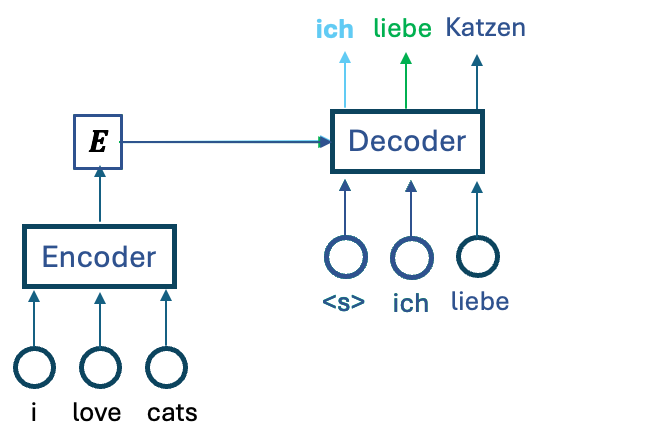 ich liebe Katzen
E
Decoder
Encoder
<s> ich liebe
i love cats